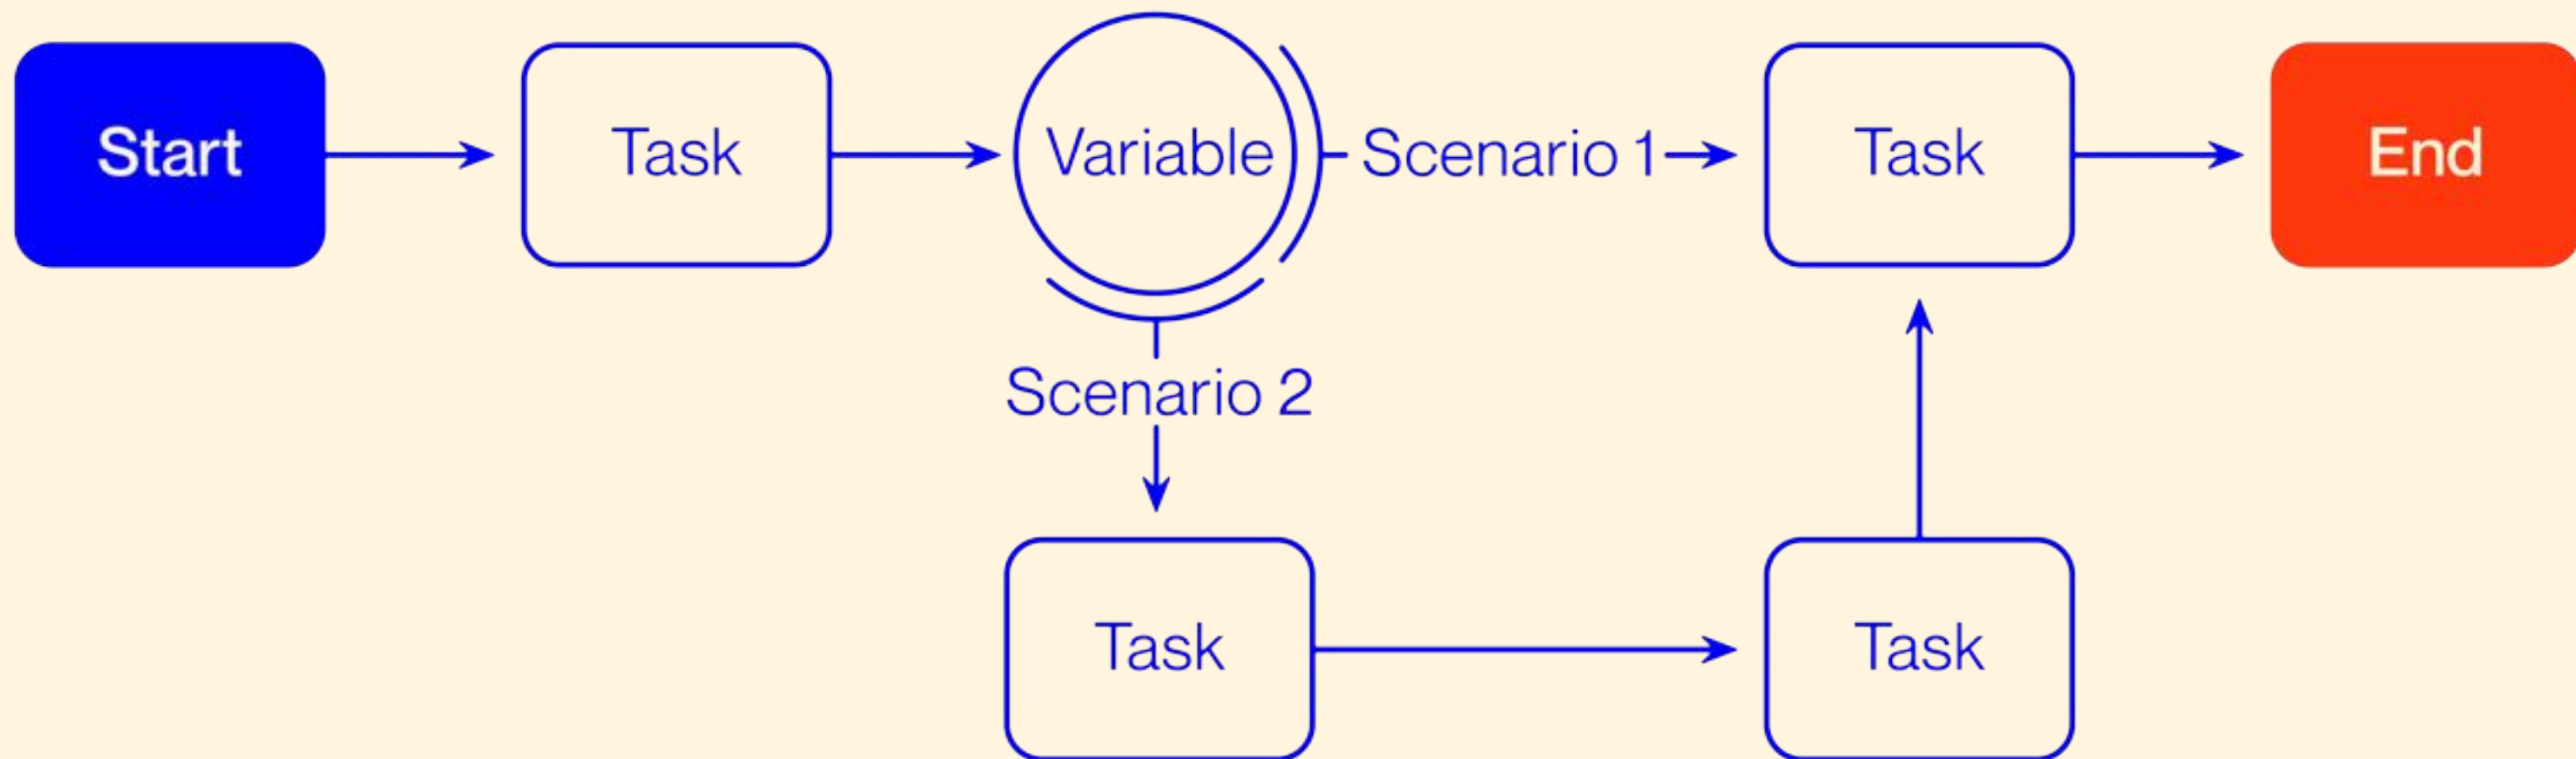 Start
Task
Variable
Scenario 1
Task
End
Scenario 2
Task
Task